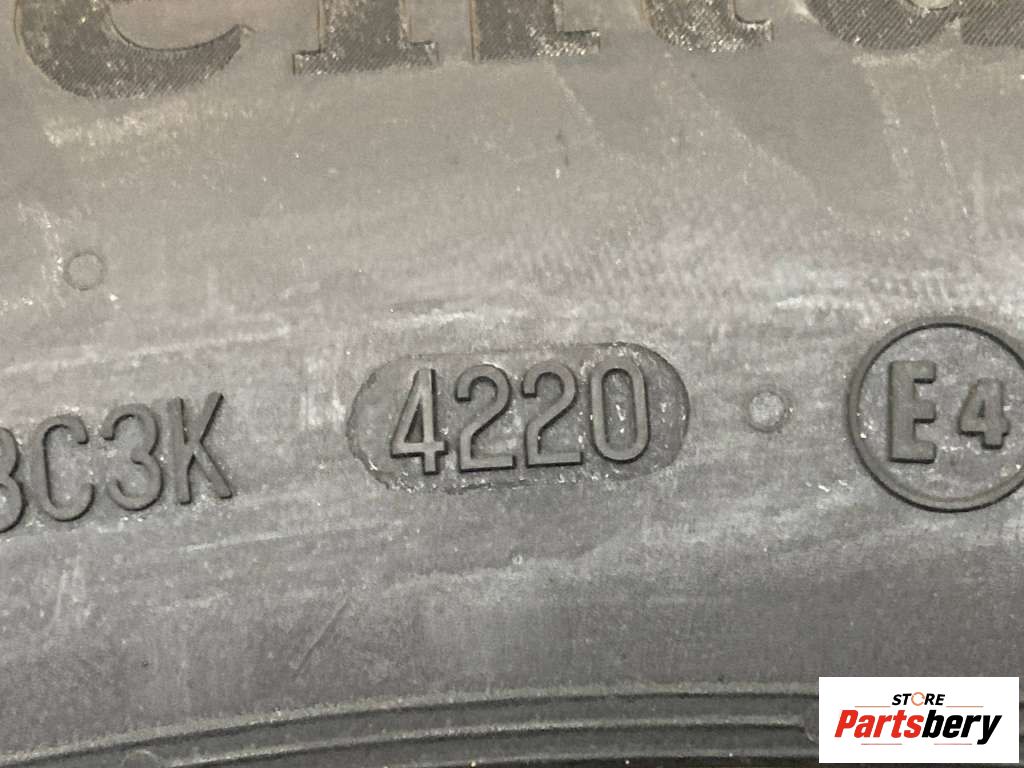 3C3K 4220 E4
STORE
Partsbery